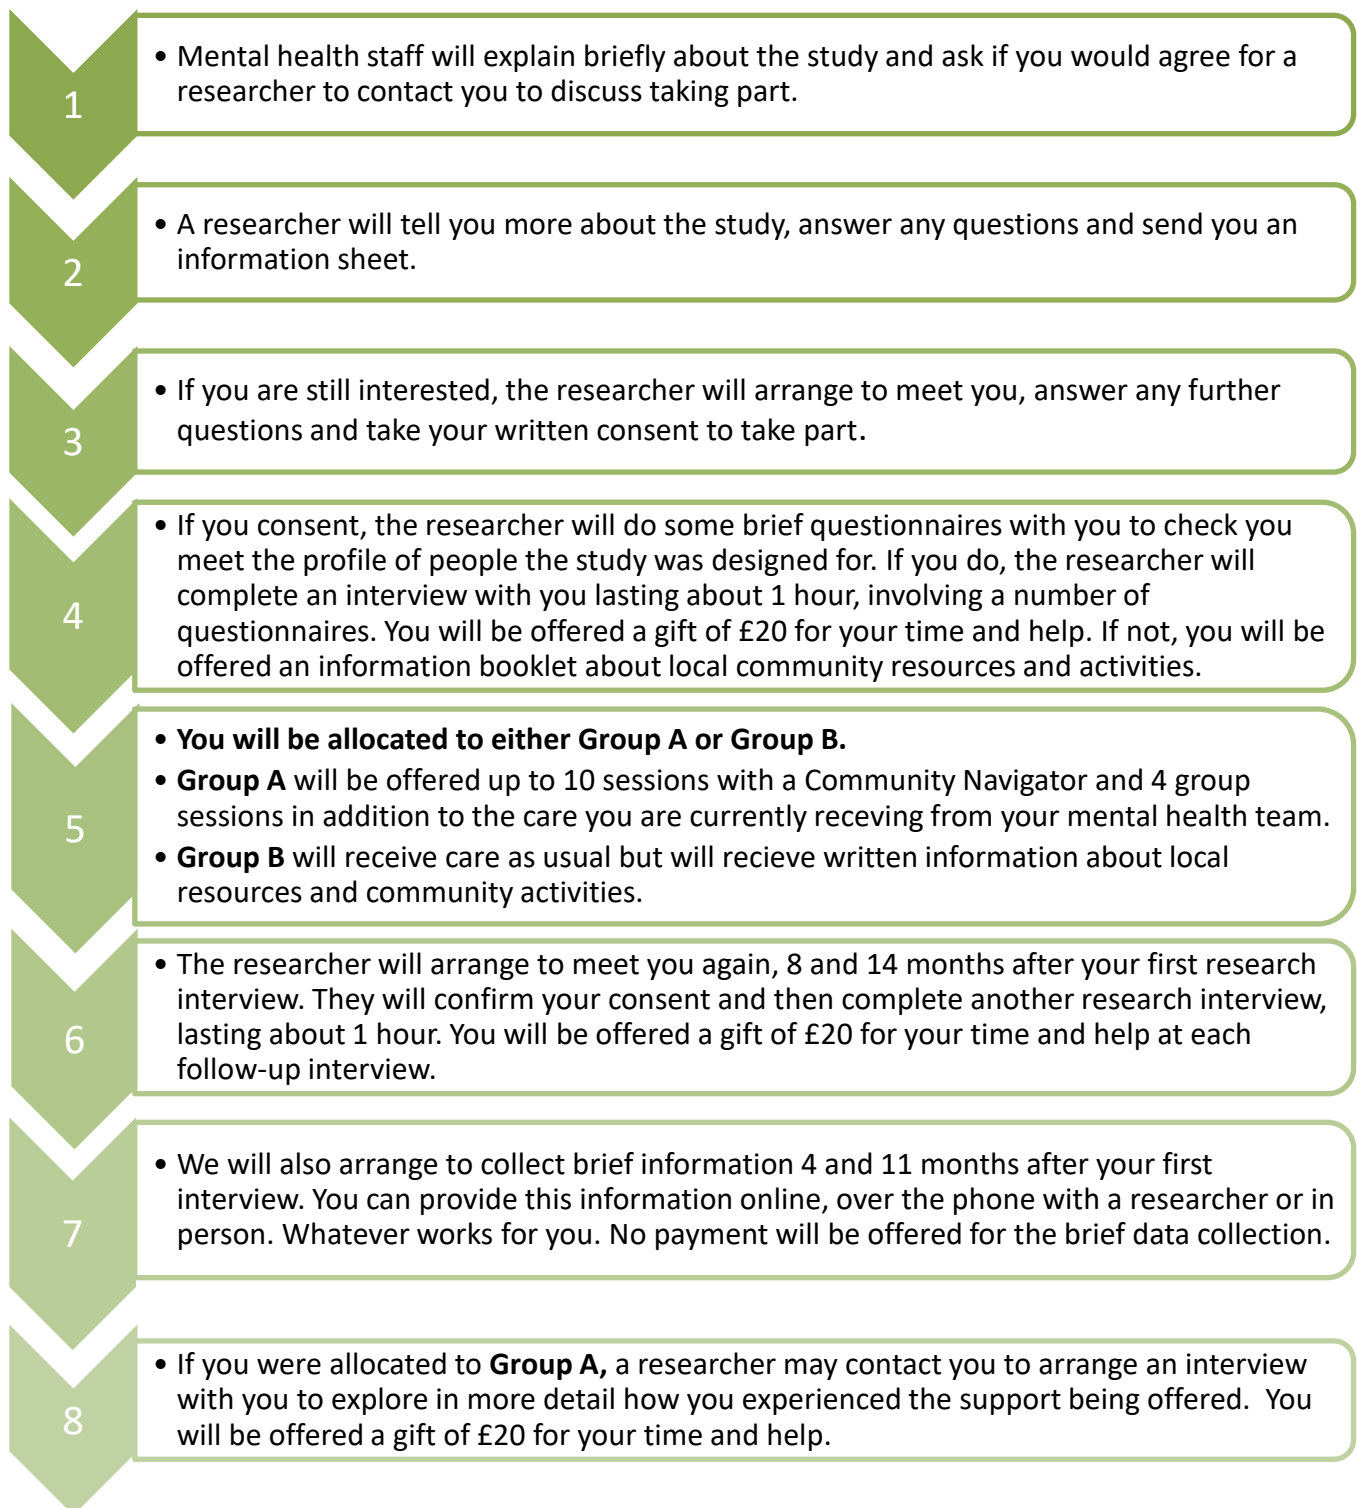 1
• Mental health staff will explain briefly about the study and ask if you would agree for a
researcher to contact you to discuss taking part.
2
• A researcher will tell you more about the study, answer any questions and send you an
information sheet.
3
• If you are still interested, the researcher will arrange to meet you, answer any further
questions and take your written consent to take part.
4
• If you consent, the researcher will do some brief questionnaires with you to check you
meet the profile of people the study was designed for. If you do, the researcher will
complete an interview with you lasting about 1 hour, involving a number of
questionnaires. You will be offered a gift of £20 for your time and help. If not, you will be
offered an information booklet about local community resources and activities.
5
• You will be allocated to either Group A or Group B.
• Group A will be offered up to 10 sessions with a Community Navigator and 4 group
sessions in addition to the care you are currently receving from your mental health team.
• Group B will receive care as usual but will recieve written information about local
resources and community activities.
6
• The researcher will arrange to meet you again, 8 and 14 months after your first research
interview. They will confirm your consent and then complete another research interview,
lasting about 1 hour. You will be offered a gift of £20 for your time and help at each
follow-up interview.
7
• We will also arrange to collect brief information 4 and 11 months after your first
interview. You can provide this information online, over the phone with a researcher or in
person. Whatever works for you. No payment will be offered for the brief data collection.
8
• If you were allocated to Group A, a researcher may contact you to arrange an interview
with you to explore in more detail how you experienced the support being offered.  You
will be offered a gift of £20 for your time and help.